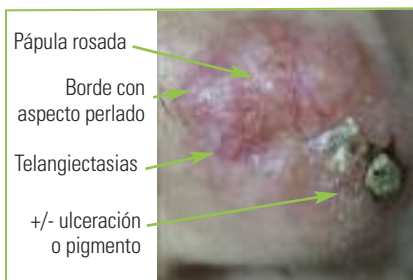 Pápula rosada
Borde con
aspecto perlado
Telangiectasias
+/- ulceración
o pigmento